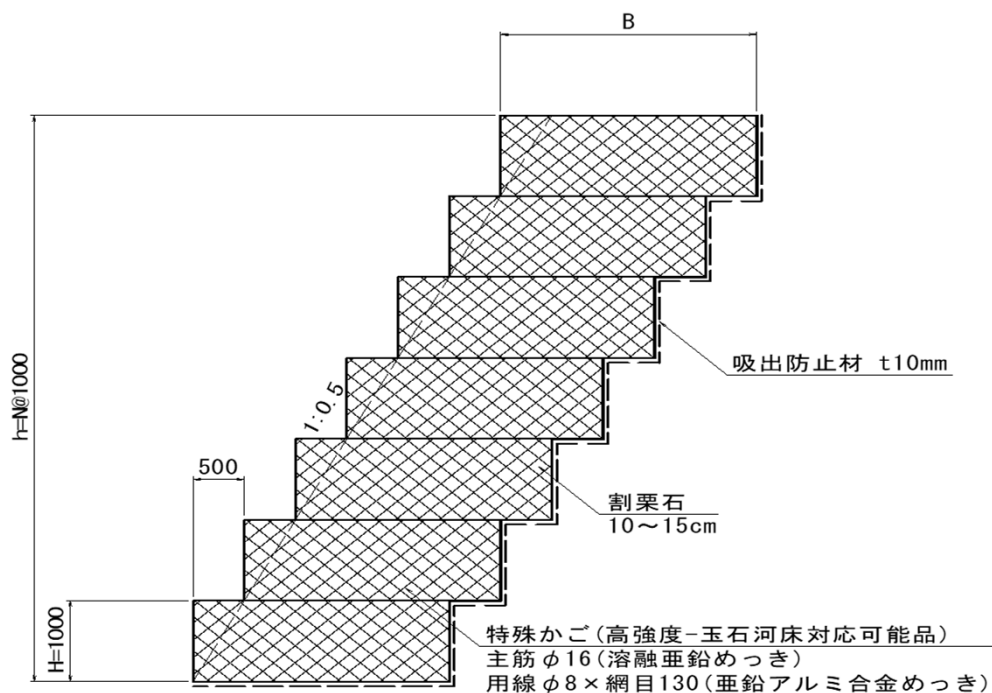 B
h=N@1000
吸出防止材 t10mm
1:0.5
500
割栗石
10～15cm
H=1000
特殊かご(高強度-玉石河床対応可能品)
主筋φ16(溶融亜鉛めっき)
用線φ8×網目130(亜鉛アルミ合金めっき)